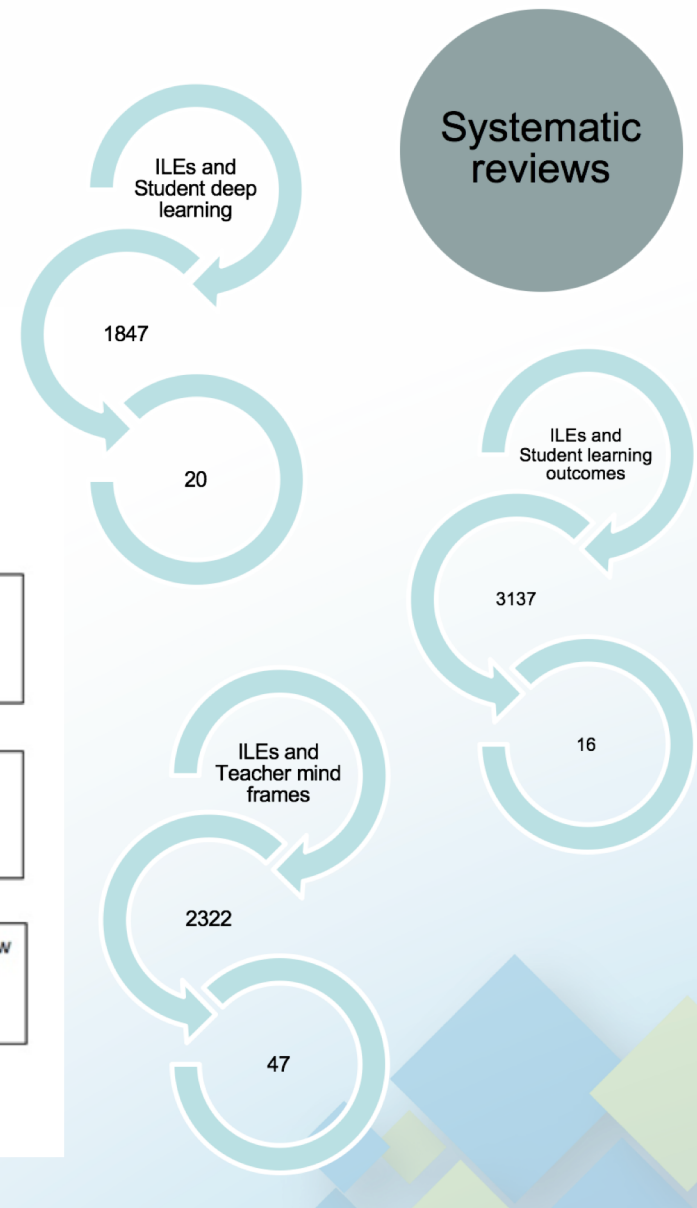 Systematic
reviews
ILEs and
Student deep
learning
1847
20
ILEs and
Student learning
outcomes
3137
16
ILEs and
Teacher mind
frames
2322
47
w